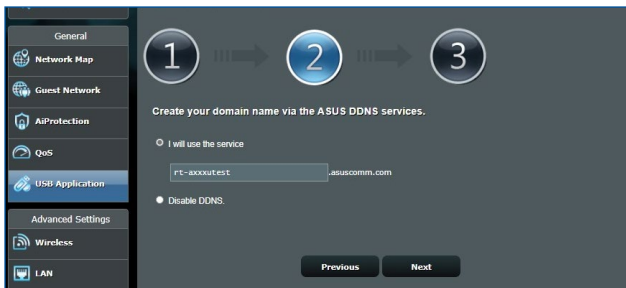 General
Network Map
Guest Network
AiProtection
QoS
USB Application
Advanced Settings
Wireless
LAN
1 2 3
Create your domain name via the ASUS DDNS services.
I will use the service
rt-axxxutest .asuscomm.com
Disable DDNS.
Previous Next